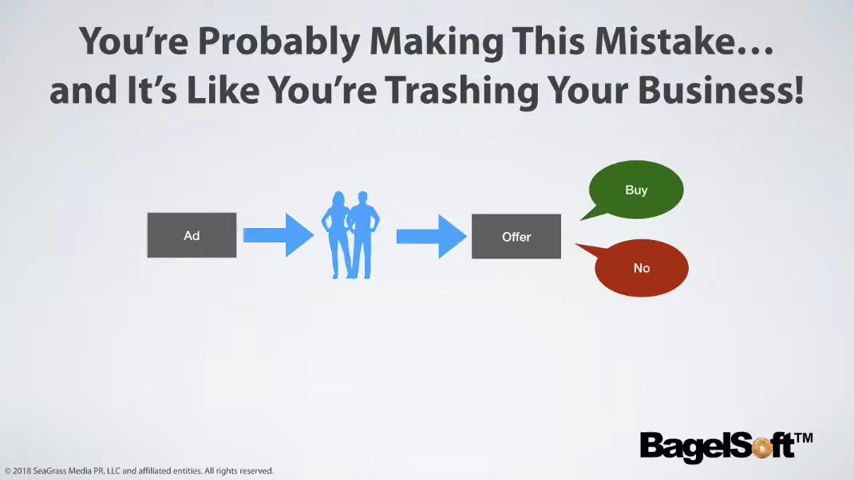 You’re Probably Making This Mistake…
and It’s Like You’re Trashing Your Business!
Buy
Ad
Offer
No
BagelSoft™
© 2018 SeaGrass Media PR, LLC and affiliated entities. All rights reserved.